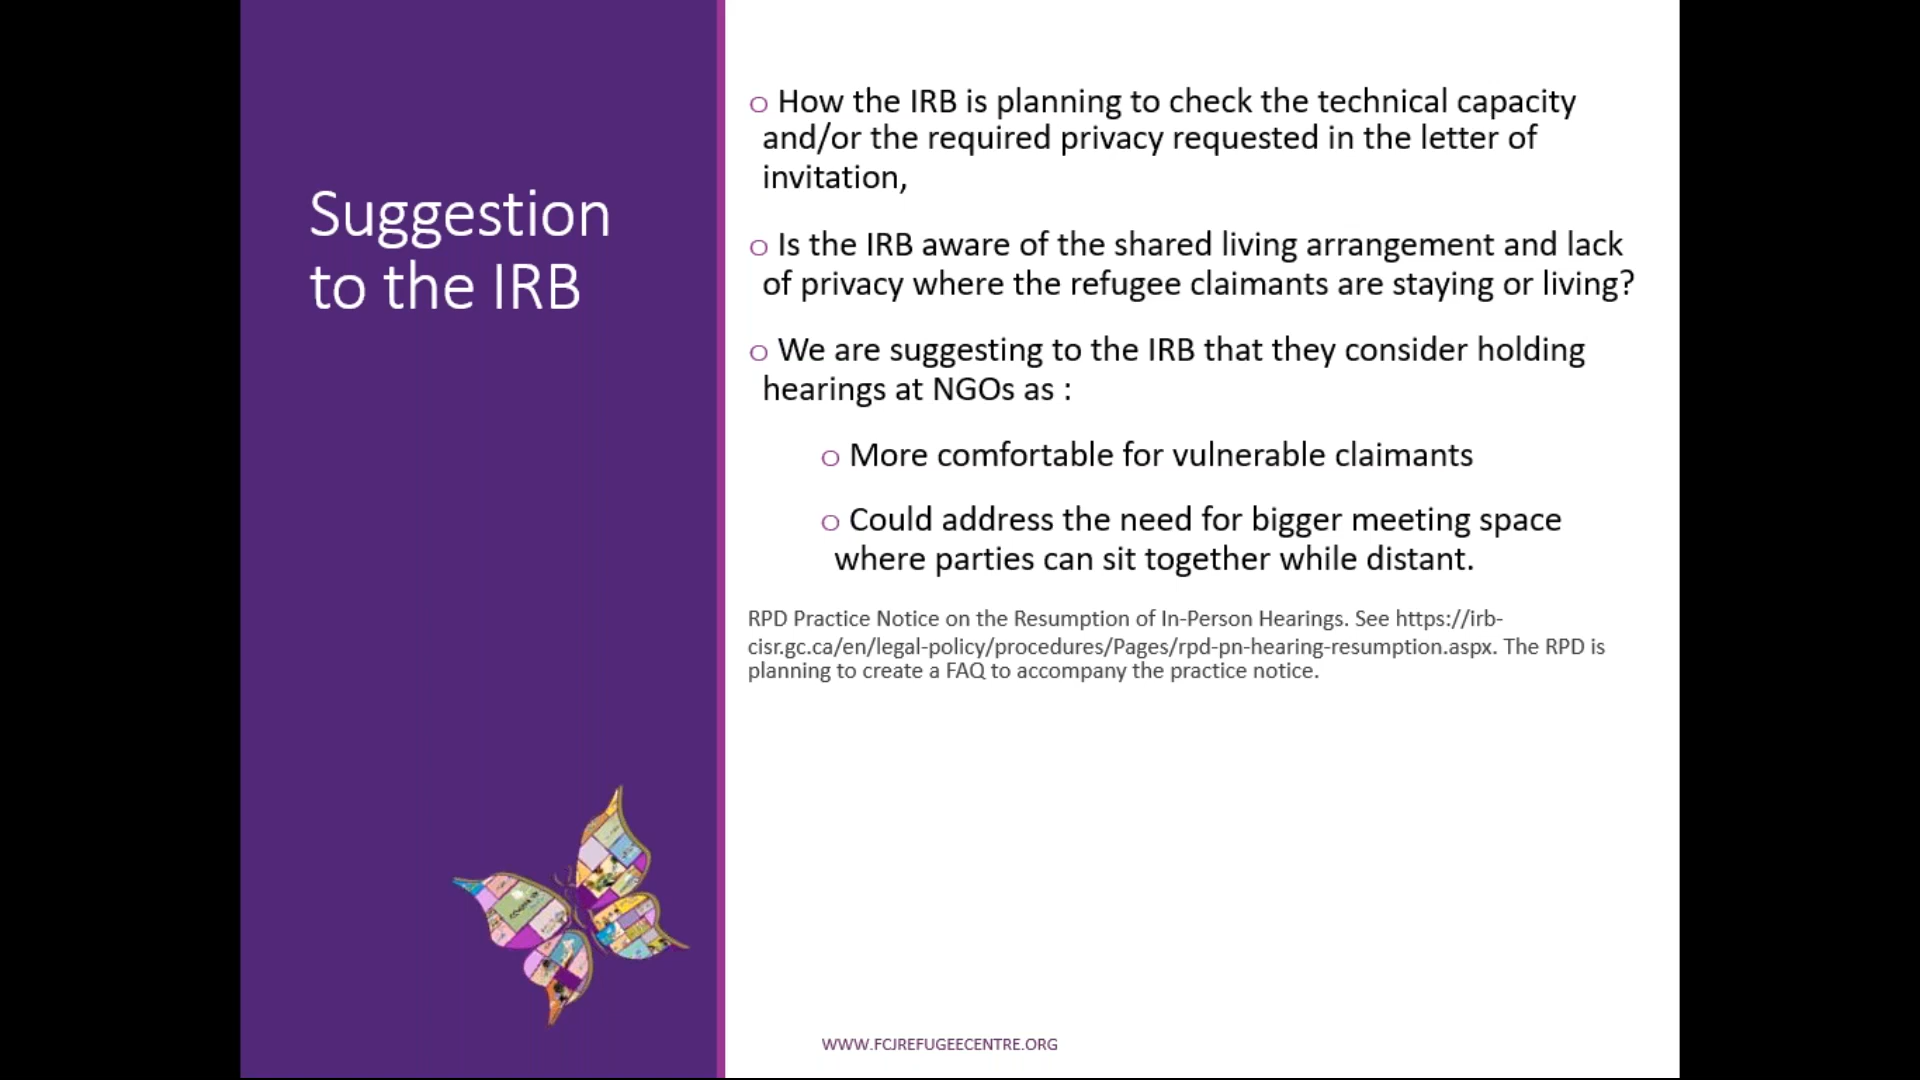 Suggestion
to the IRB
o How the IRB is planning to check the technical capacity
and/or the required privacy requested in the letter of
invitation,
o Is the IRB aware of the shared living arrangement and lack
of privacy where the refugee claimants are staying or living?
o We are suggesting to the IRB that they consider holding
hearings at NGOs as :
o More comfortable for vulnerable claimants
o Could address the need for bigger meeting space
where parties can sit together while distant.
RPD Practice Notice on the Resumption of In-Person Hearings. See https://irb-
cisr.gc.ca/en/legal-policy/procedures/Pages/rpd-pn-hearing-resumption.aspx. The RPD is
planning to create a FAQ to accompany the practice notice.
WWW.FCJREFUGEECENTRE.ORG